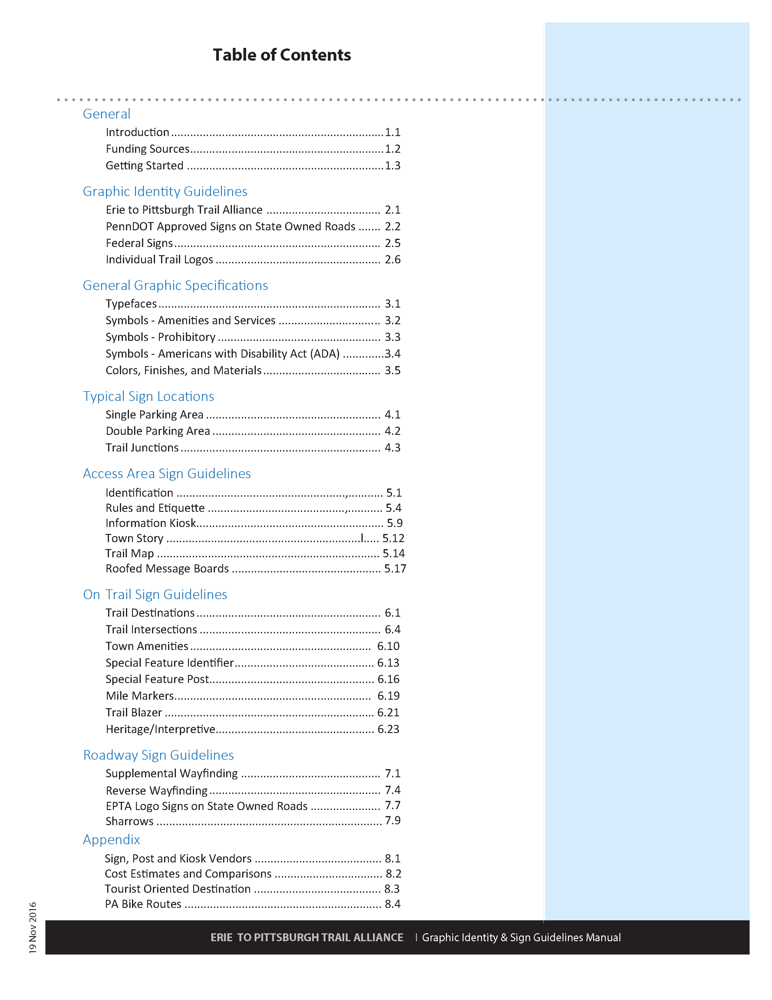 Table of Contents
General
Introduction ................................................................... 1.1
Funding Sources ............................................................. 1.2
Getting Started .............................................................. 1.3
Graphic Identity Guidelines
Erie to Pittsburgh Trail Alliance .................................... 2.1
PennDOT Approved Signs on State Owned Roads ....... 2.2
Federal Signs ................................................................. 2.5
Individual Trail Logos .................................................... 2.6
General Graphic Specifications
Typefaces ...................................................................... 3.1
Symbols - Amenities and Services ................................ 3.2
Symbols - Prohibitory ................................................... 3.3
Symbols - Americans with Disability Act (ADA) .............3.4
Colors, Finishes, and Materials ..................................... 3.5
Typical Sign Locations
Single Parking Area ....................................................... 4.1
Double Parking Area ..................................................... 4.2
Trail Junctions ............................................................... 4.3
Access Area Sign Guidelines
Identification .....................................................,........... 5.1
Rules and Etiquette ...........................................,........... 5.4
Information Kiosk........................................................... 5.9
Town Story .............................................................l..... 5.12
Trail Map ...................................................................... 5.14
Roofed Message Boards ............................................... 5.17
On Trail Sign Guidelines
Trail Destinations .......................................................... 6.1
Trail Intersections ......................................................... 6.4
Town Amenities ......................................................... 6.10
Special Feature Identifier............................................ 6.13
Special Feature Post.................................................... 6.16
Mile Markers.............................................................. 6.19
Trail Blazer .................................................................. 6.21
Heritage/Interpretive.................................................. 6.23
Roadway Sign Guidelines
Supplemental Wayfinding ............................................ 7.1
Reverse Wayfinding ...................................................... 7.4
EPTA Logo Signs on State Owned Roads ...................... 7.7
Sharrows ....................................................................... 7.9
Appendix
Sign, Post and Kiosk Vendors ........................................ 8.1
Cost Estimates and Comparisons .................................. 8.2
Tourist Oriented Destination ........................................ 8.3
PA Bike Routes .............................................................. 8.4
19 Nov 2016
ERIE TO PITTSBURGH TRAIL ALLIANCE | Graphic Identity & Sign Guidelines Manual